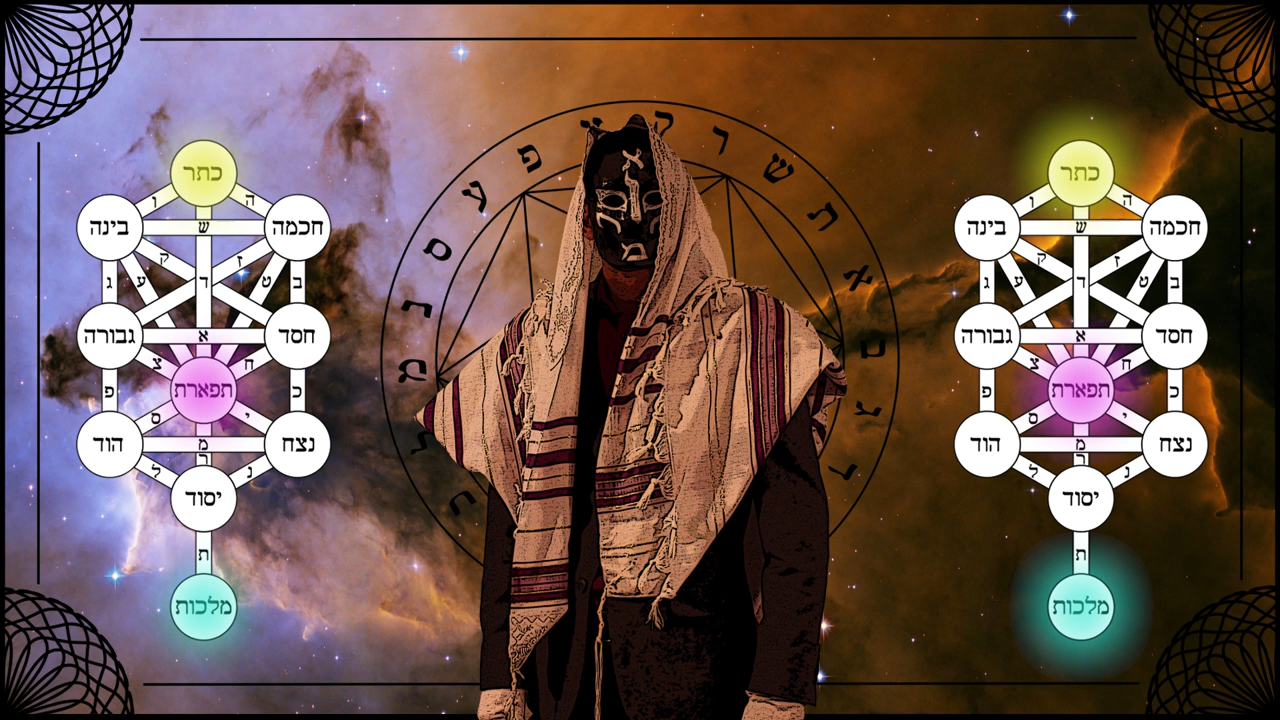 כתר
ה ו
חכמה ש בינה
ז ק
ב ט ד ע ג
חסד א גבורה
ח צ
תפארת
כ פ
י ס
נצח מ הוד
ר
נ ל
יסוד
ת
מלכות
ק ר ש ת א
פ ע ס נ מ ל
א
מ
כתר
ה ו
חכמה ש בינה
ז ק
ב ט ד ע ג
חסד א גבורה
ח צ
תפארת
כ פ
י ס
נצח מ הוד
ר
נ ל
יסוד
ת
מלכות